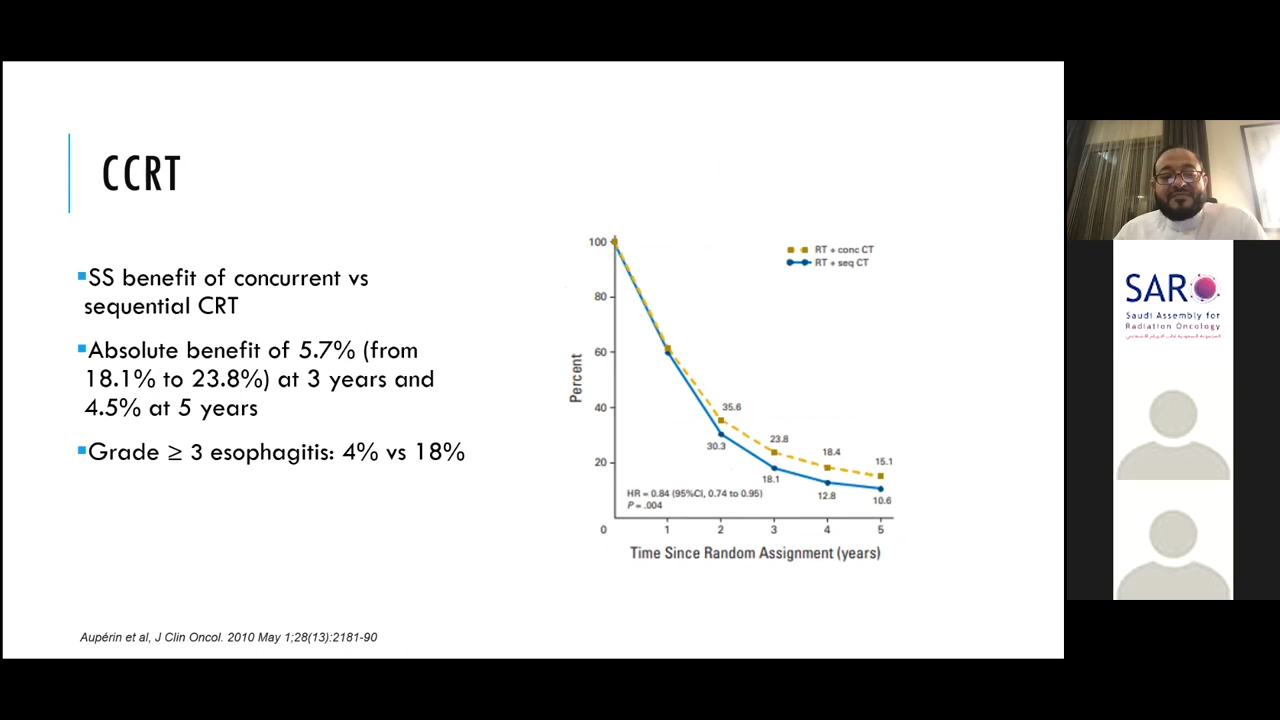 CCRT
▪SS benefit of concurrent vs
sequential CRT
▪Absolute benefit of 5.7% (from
18.1% to 23.8%) at 3 years and
4.5% at 5 years
▪Grade ≥ 3 esophagitis: 4% vs 18%
RT + conc CT
RT + seq CT
Percent
100
80
60
40
20
0
35.6
23.8
18.4
15.1
30.3
18.1
12.8
10.6
HR = 0.84 (95%CI, 0.74 to 0.95)
P = .004
1 2 3 4 5
Time Since Random Assignment (years)
Aupérin et al, J Clin Oncol. 2010 May 1;28(13):2181-90
SARO
Saudi Assembly for
Radiation Oncology